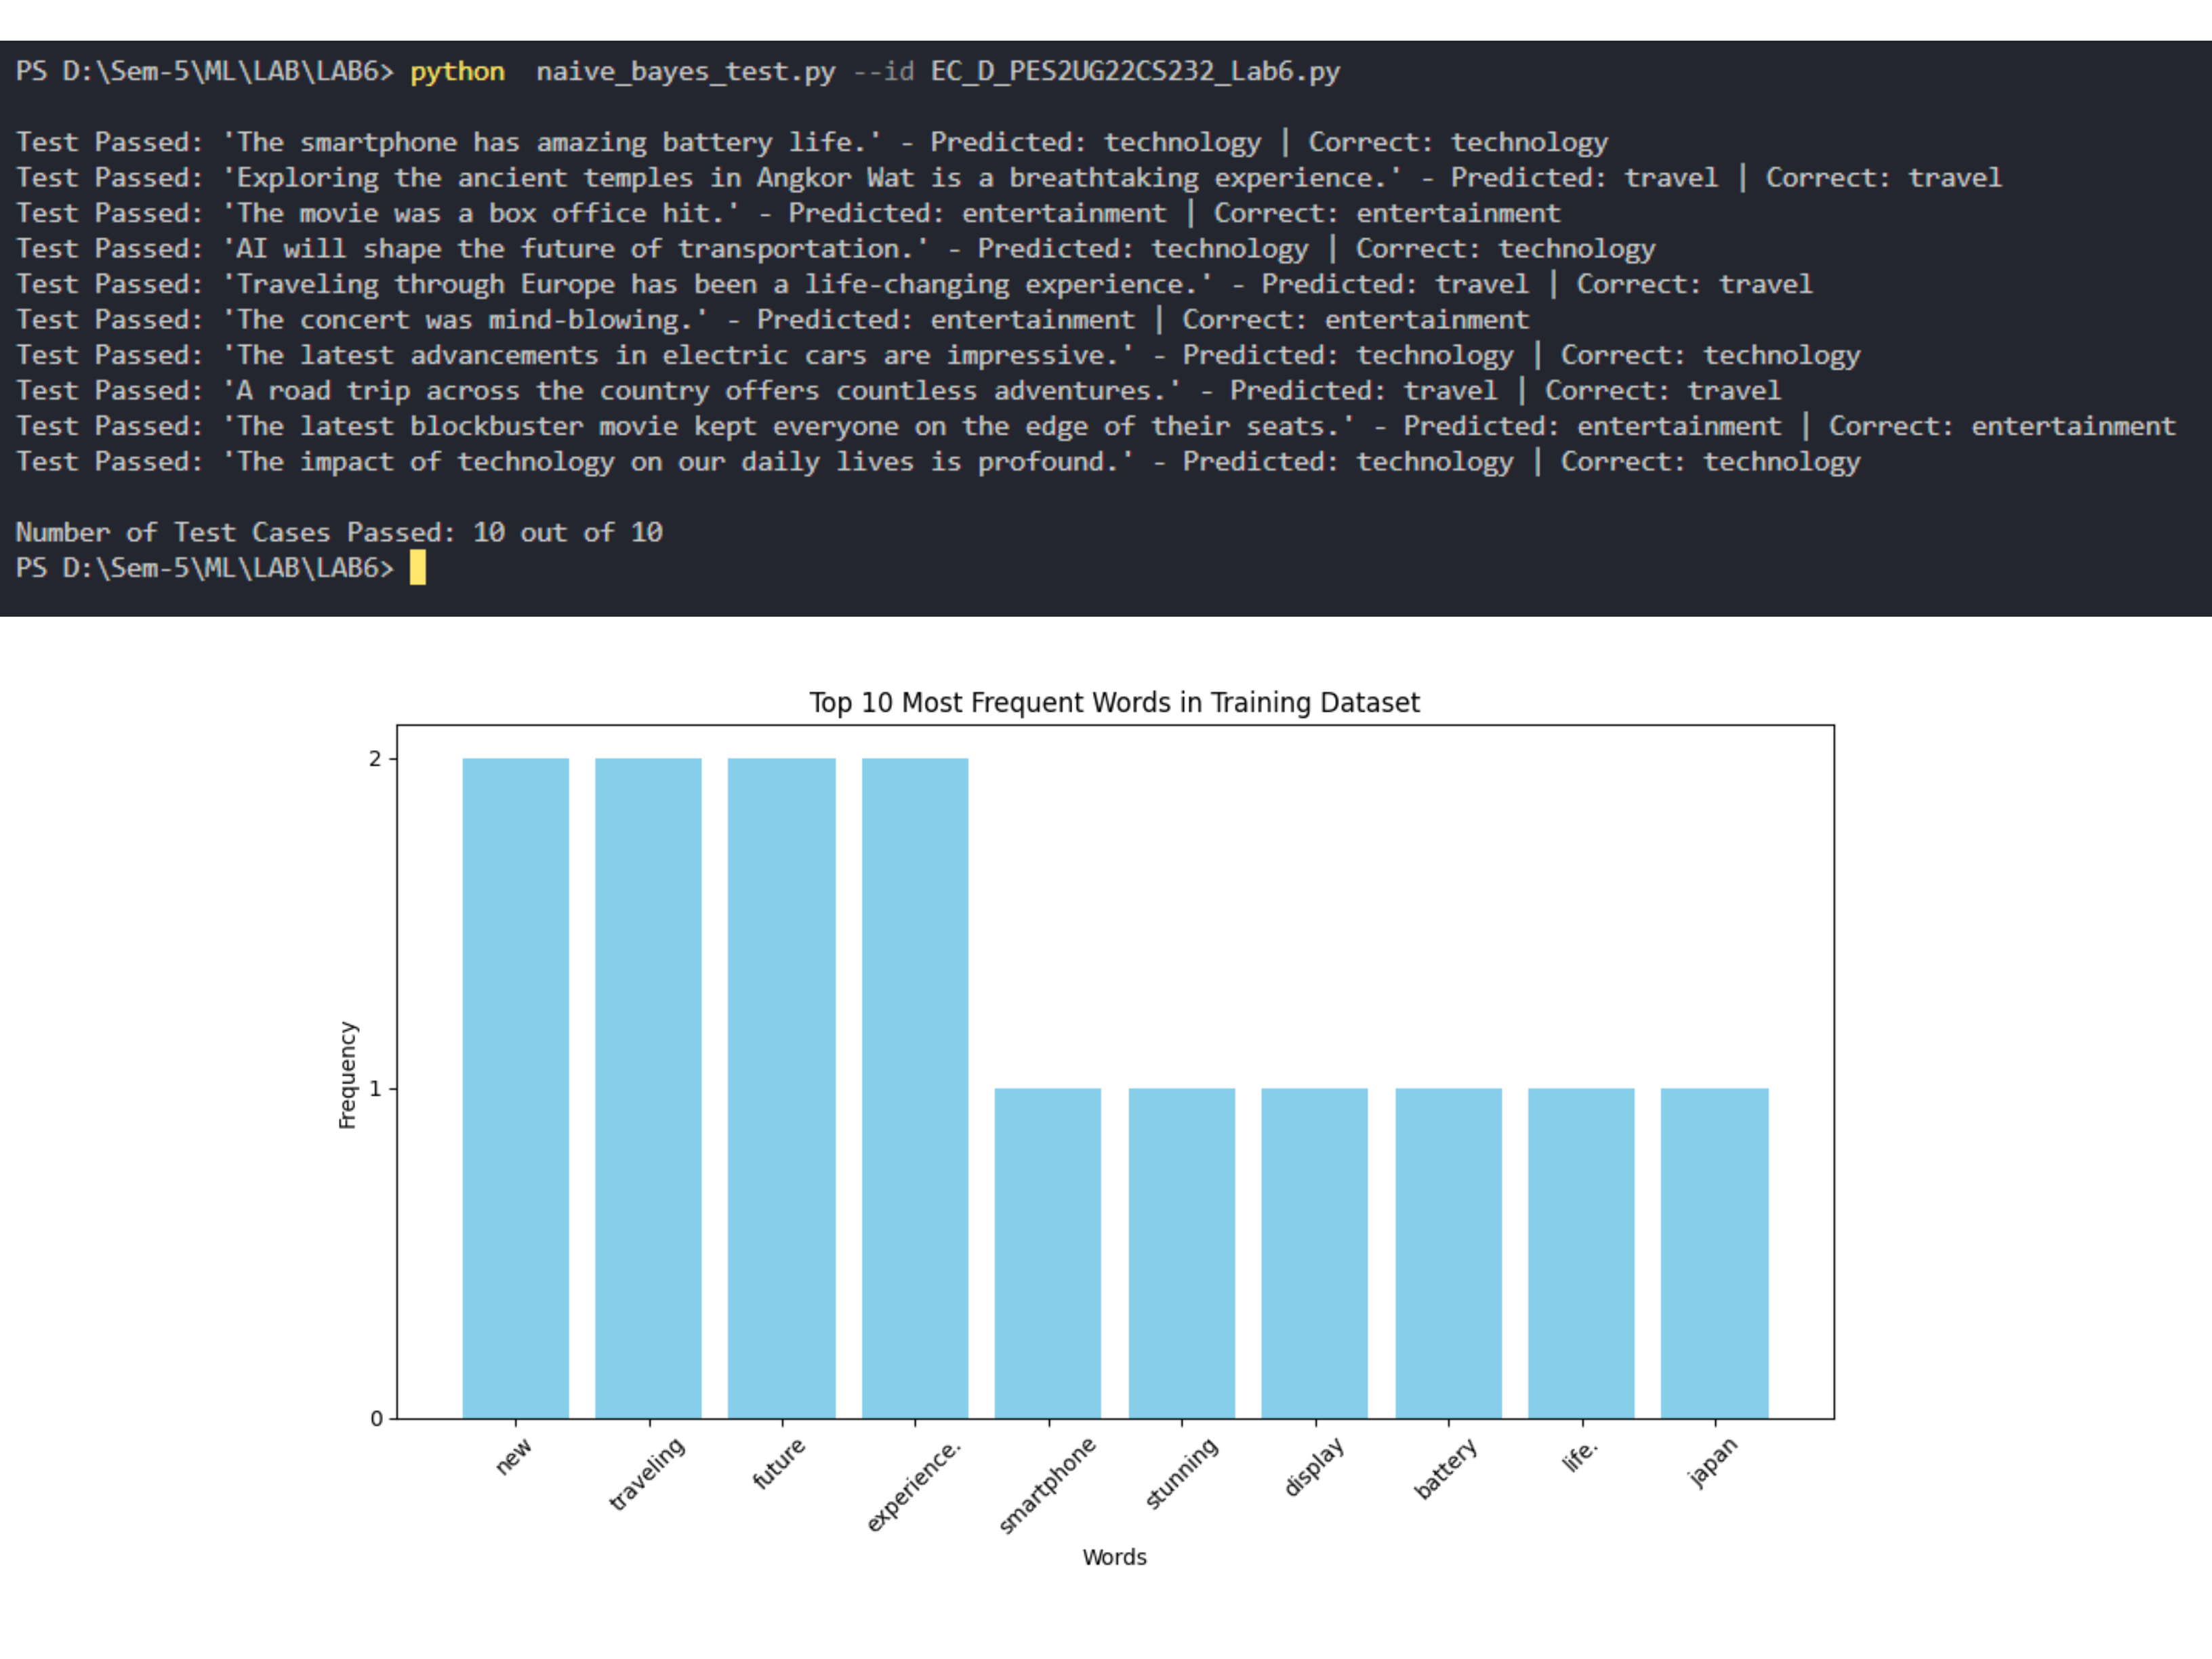 PS D:\Sem-5\ML\LAB\LAB6> python  naive_bayes_test.py --id EC_D_PES2UG22CS232_Lab6.py
Test Passed: 'The smartphone has amazing battery life.' - Predicted: technology | Correct: technology
Test Passed: 'Exploring the ancient temples in Angkor Wat is a breathtaking experience.' - Predicted: travel | Correct: travel
Test Passed: 'The movie was a box office hit.' - Predicted: entertainment | Correct: entertainment
Test Passed: 'AI will shape the future of transportation.' - Predicted: technology | Correct: technology
Test Passed: 'Traveling through Europe has been a life-changing experience.' - Predicted: travel | Correct: travel
Test Passed: 'The concert was mind-blowing.' - Predicted: entertainment | Correct: entertainment
Test Passed: 'The latest advancements in electric cars are impressive.' - Predicted: technology | Correct: technology
Test Passed: 'A road trip across the country offers countless adventures.' - Predicted: travel | Correct: travel
Test Passed: 'The latest blockbuster movie kept everyone on the edge of their seats.' - Predicted: entertainment | Correct: entertainment
Test Passed: 'The impact of technology on our daily lives is profound.' - Predicted: technology | Correct: technology
Number of Test Cases Passed: 10 out of 10
PS D:\Sem-5\ML\LAB\LAB6>
Top 10 Most Frequent Words in Training Dataset
Frequency
2
1
0
new
traveling
future
experience.
smartphone
stunning
display
battery
life.
japan
Words